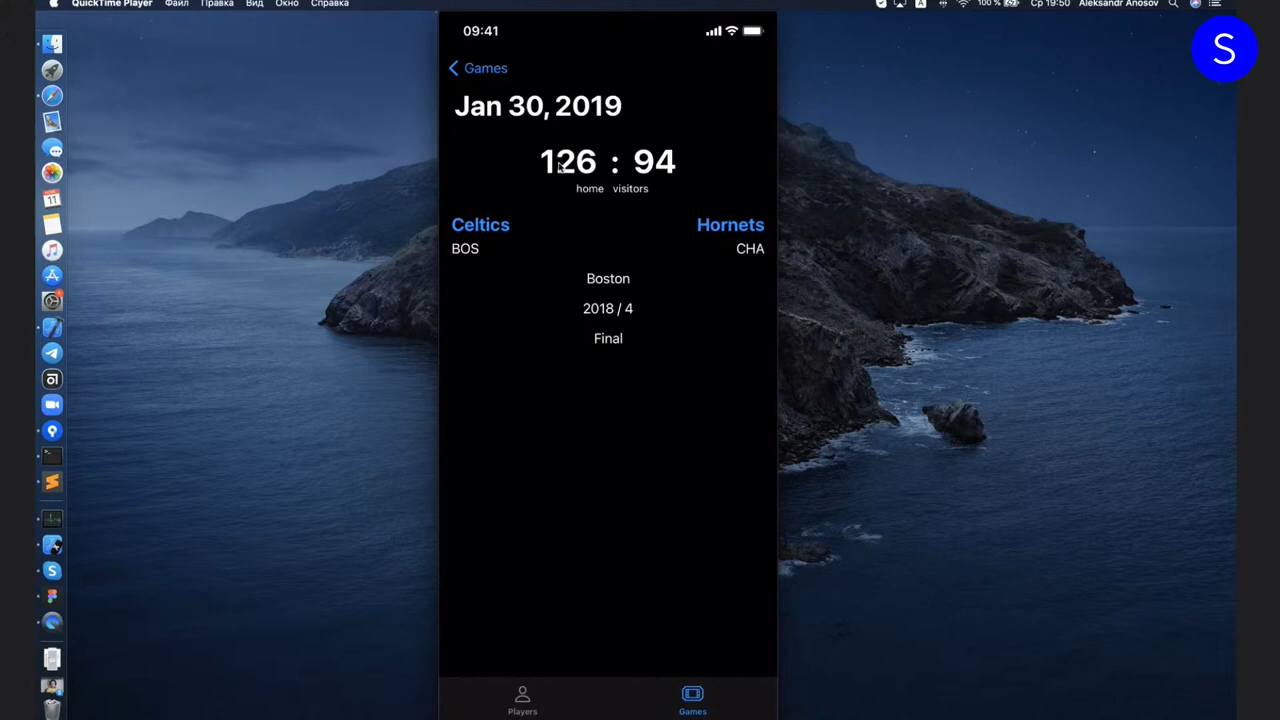 QuickTime Player Файл Правка Вид Окно Справка 100 % Ср 19:50 Aleksandr Anosov
S
09:41
Games
Jan 30, 2019
126 : 94
home visitors
Celtics Hornets
BOS CHA
Boston
2018 / 4
Final
Players Games